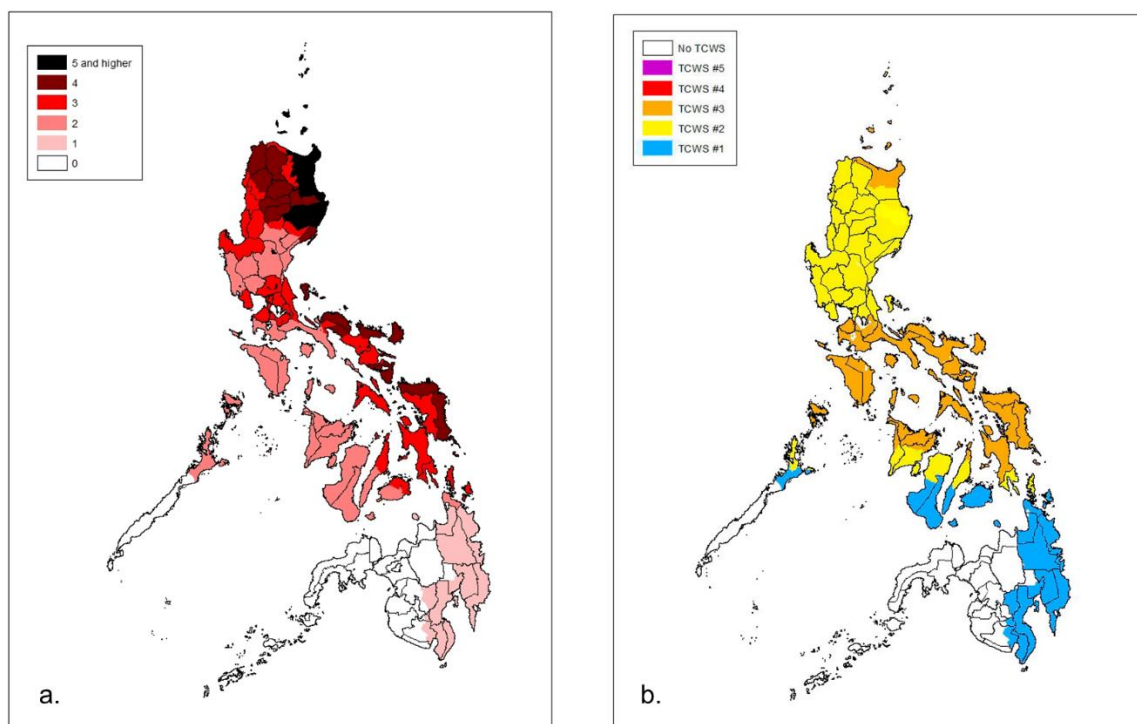 5 and higher
4
3
2
1
0
a.
No TCWS
TCWS #5
TCWS #4
TCWS #3
TCWS #2
TCWS #1
b.